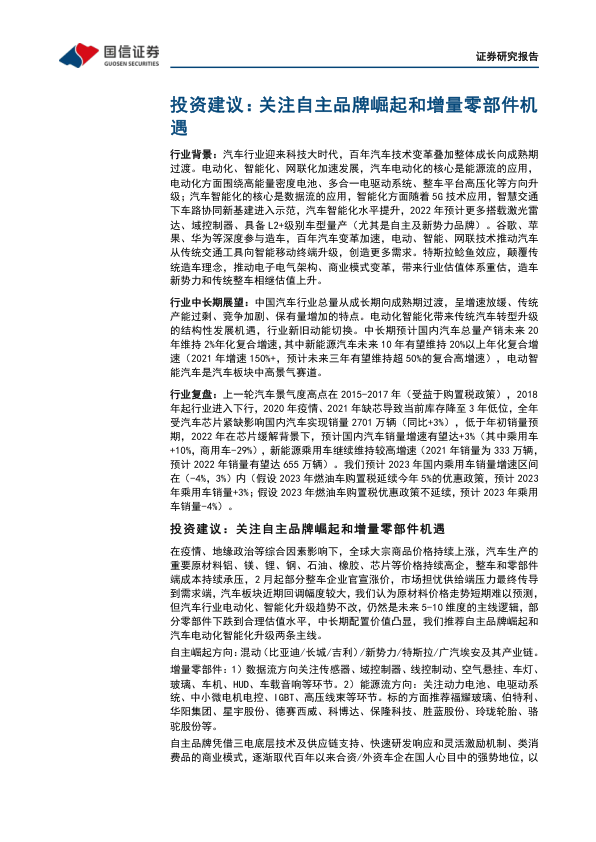 国信证券
GUOSEN SECURITIES
证券研究报告
投资建议：关注自主品牌崛起和增量零部件机
遇
行业背景：汽车行业迎来科技大时代，百年汽车技术变革叠加整体成长向成熟期
过渡。电动化、智能化、网联化加速发展，汽车电动化的核心是能源流的应用，
电动化方面围绕高能量密度电池、多合一电驱动系统、整车平台高压化等方向升
级；汽车智能化的核心是数据流的应用，智能化方面随着 5G 技术应用，智慧交通
下车路协同新基建进入示范，汽车智能化水平提升，2022 年预计更多搭载激光雷
达、域控制器、具备 L2+级别车型量产（尤其是自主及新势力品牌）。谷歌、苹
果、华为等深度参与造车，百年汽车变革加速，电动、智能、网联技术推动汽车
从传统交通工具向智能移动终端升级，创造更多需求。特斯拉鲶鱼效应，颠覆传
统造车理念，推动电子电气架构、商业模式变革，带来行业估值体系重估，造车
新势力和传统整车相继估值上升。
行业中长期展望：中国汽车行业总量从成长期向成熟期过渡，呈增速放缓、传统
产能过剩、竞争加剧、保有量增加的特点。电动化智能化带来传统汽车转型升级
的结构性发展机遇，行业新旧动能切换。中长期预计国内汽车总量产销未来 20
年维持 2%年化复合增速，其中新能源汽车未来 10 年有望维持 20%以上年化复合增
速（2021 年增速 150%+，预计未来三年有望维持超 50%的复合高增速），电动智
能汽车是汽车板块中高景气赛道。
行业复盘：上一轮汽车景气度高点在 2015-2017 年（受益于购置税政策），2018
年起行业进入下行，2020 年疫情、2021 年缺芯导致当前库存降至 3 年低位，全年
受汽车芯片紧缺影响国内汽车实现销量 2701 万辆（同比+3%），低于年初销量预
期，2022 年在芯片缓解背景下，预计国内汽车销量增速有望达+3%（其中乘用车
+10%，商用车-29%），新能源乘用车继续维持较高增速（2021 年销量为 333 万辆，
预计 2022 年销量有望达 655 万辆）。我们预计 2023 年国内乘用车销量增速区间
在（-4%，3%）内（假设 2023 年燃油车购置税延续今年 5%的优惠政策，预计 2023
年乘用车销量+3%；假设 2023 年燃油车购置税优惠政策不延续，预计 2023 年乘用
车销量-4%）。
投资建议：关注自主品牌崛起和增量零部件机遇
在疫情、地缘政治等综合因素影响下，全球大宗商品价格持续上涨，汽车生产的
重要原材料铝、镁、锂、钢、石油、橡胶、芯片等价格持续高企，整车和零部件
端成本持续承压，2 月起部分整车企业官宣涨价，市场担忧供给端压力最终传导
到需求端，汽车板块近期回调幅度较大，我们认为原材料价格走势短期难以预测，
但汽车行业电动化、智能化升级趋势不改，仍然是未来 5-10 维度的主线逻辑，部
分零部件下跌到合理估值水平，中长期配置价值凸显，我们推荐自主品牌崛起和
汽车电动化智能化升级两条主线。
自主崛起方向：混动（比亚迪/长城/吉利）/新势力/特斯拉/广汽埃安及其产业链。
增量零部件：1）数据流方向关注传感器、域控制器、线控制动、空气悬挂、车灯、
玻璃、车机、HUD、车载音响等环节。2）能源流方向：关注动力电池、电驱动系
统、中小微电机电控、IGBT、高压线束等环节。标的方面推荐福耀玻璃、伯特利、
华阳集团、星宇股份、德赛西威、科博达、保隆科技、胜蓝股份、玲珑轮胎、骆
驼股份等。
自主品牌凭借三电底层技术及供应链支持、快速研发响应和灵活激励机制、类消
费品的商业模式，逐渐取代百年以来合资/外资车企在国人心目中的强势地位，以